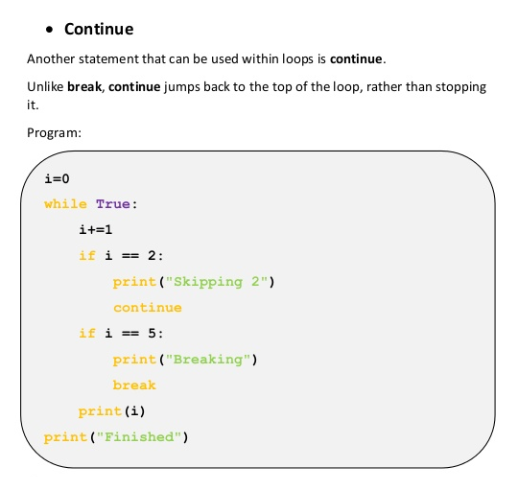 • Continue
Another statement that can be used within loops is continue.
Unlike break, continue jumps back to the top of the loop, rather than stopping
it.
Program:
i=0
while True:
    i+=1
    if i == 2:
        print("Skipping 2")
        continue
    if i == 5:
        print("Breaking")
        break
    print(i)
print("Finished")